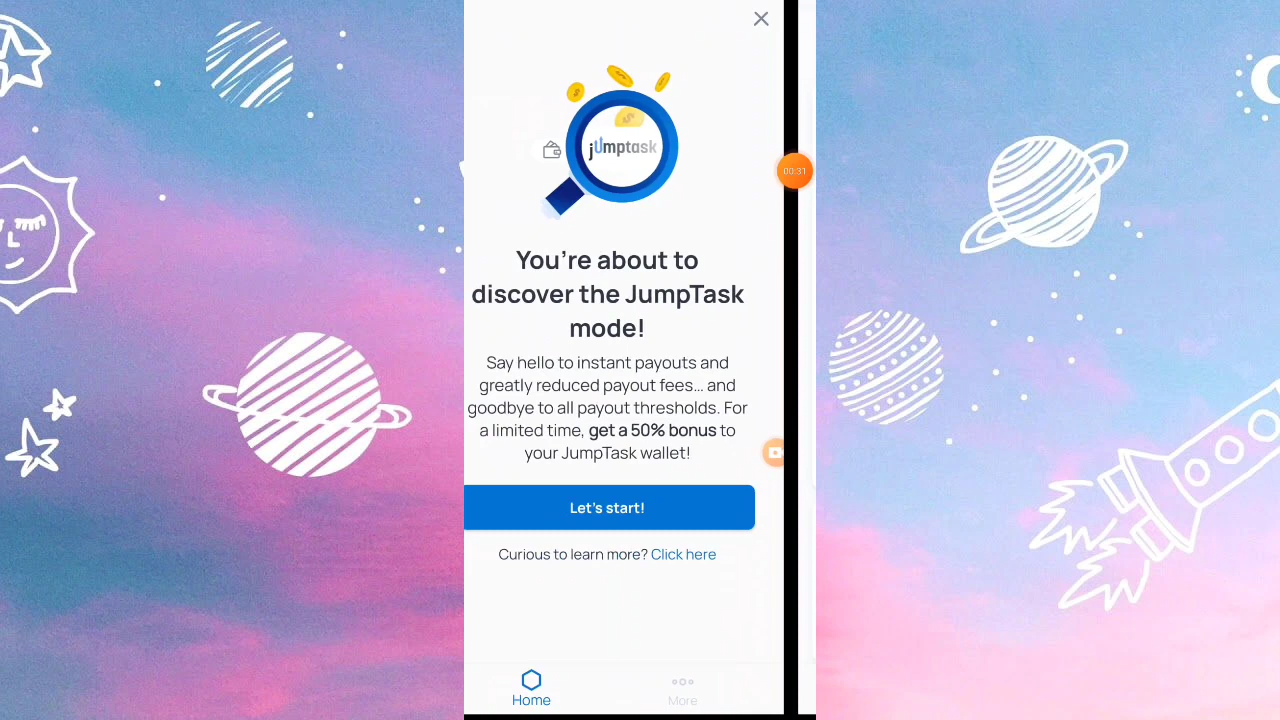 00:31
jUmptask
You're about to
discover the JumpTask
mode!
Say hello to instant payouts and
greatly reduced payout fees... and
goodbye to all payout thresholds. For
a limited time, get a 50% bonus to
your JumpTask wallet!
Let's start!
Curious to learn more? Click here
Home
More